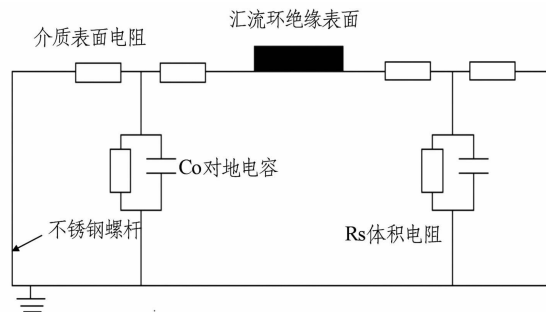 汇流环绝缘表面
介质表面电阻
Co对地电容
不锈钢螺杆
Rs体积电阻